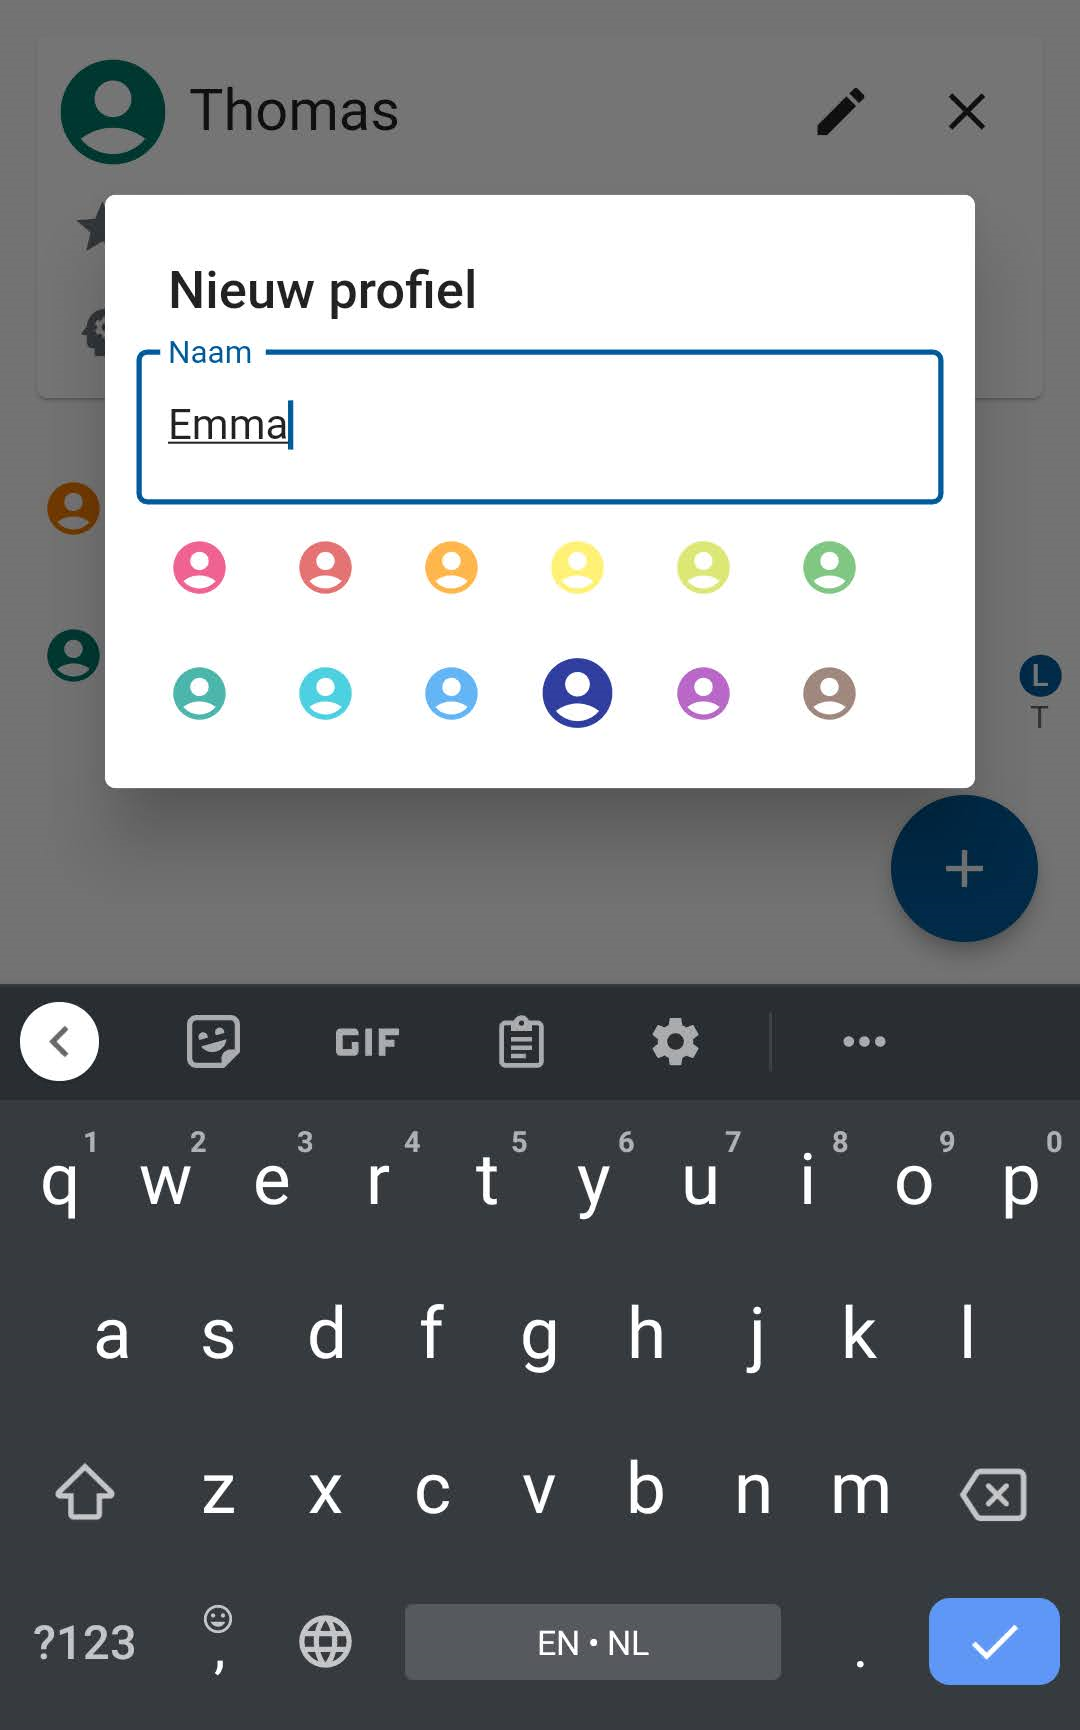 Thomas
Nieuw profiel
Naam
Emma
L
T
GIF
1 2 3 4 5 6 7 8 9 0
q w e r t y u i o p
a s d f g h j k l
z x c v b n m
?123 , EN • NL .